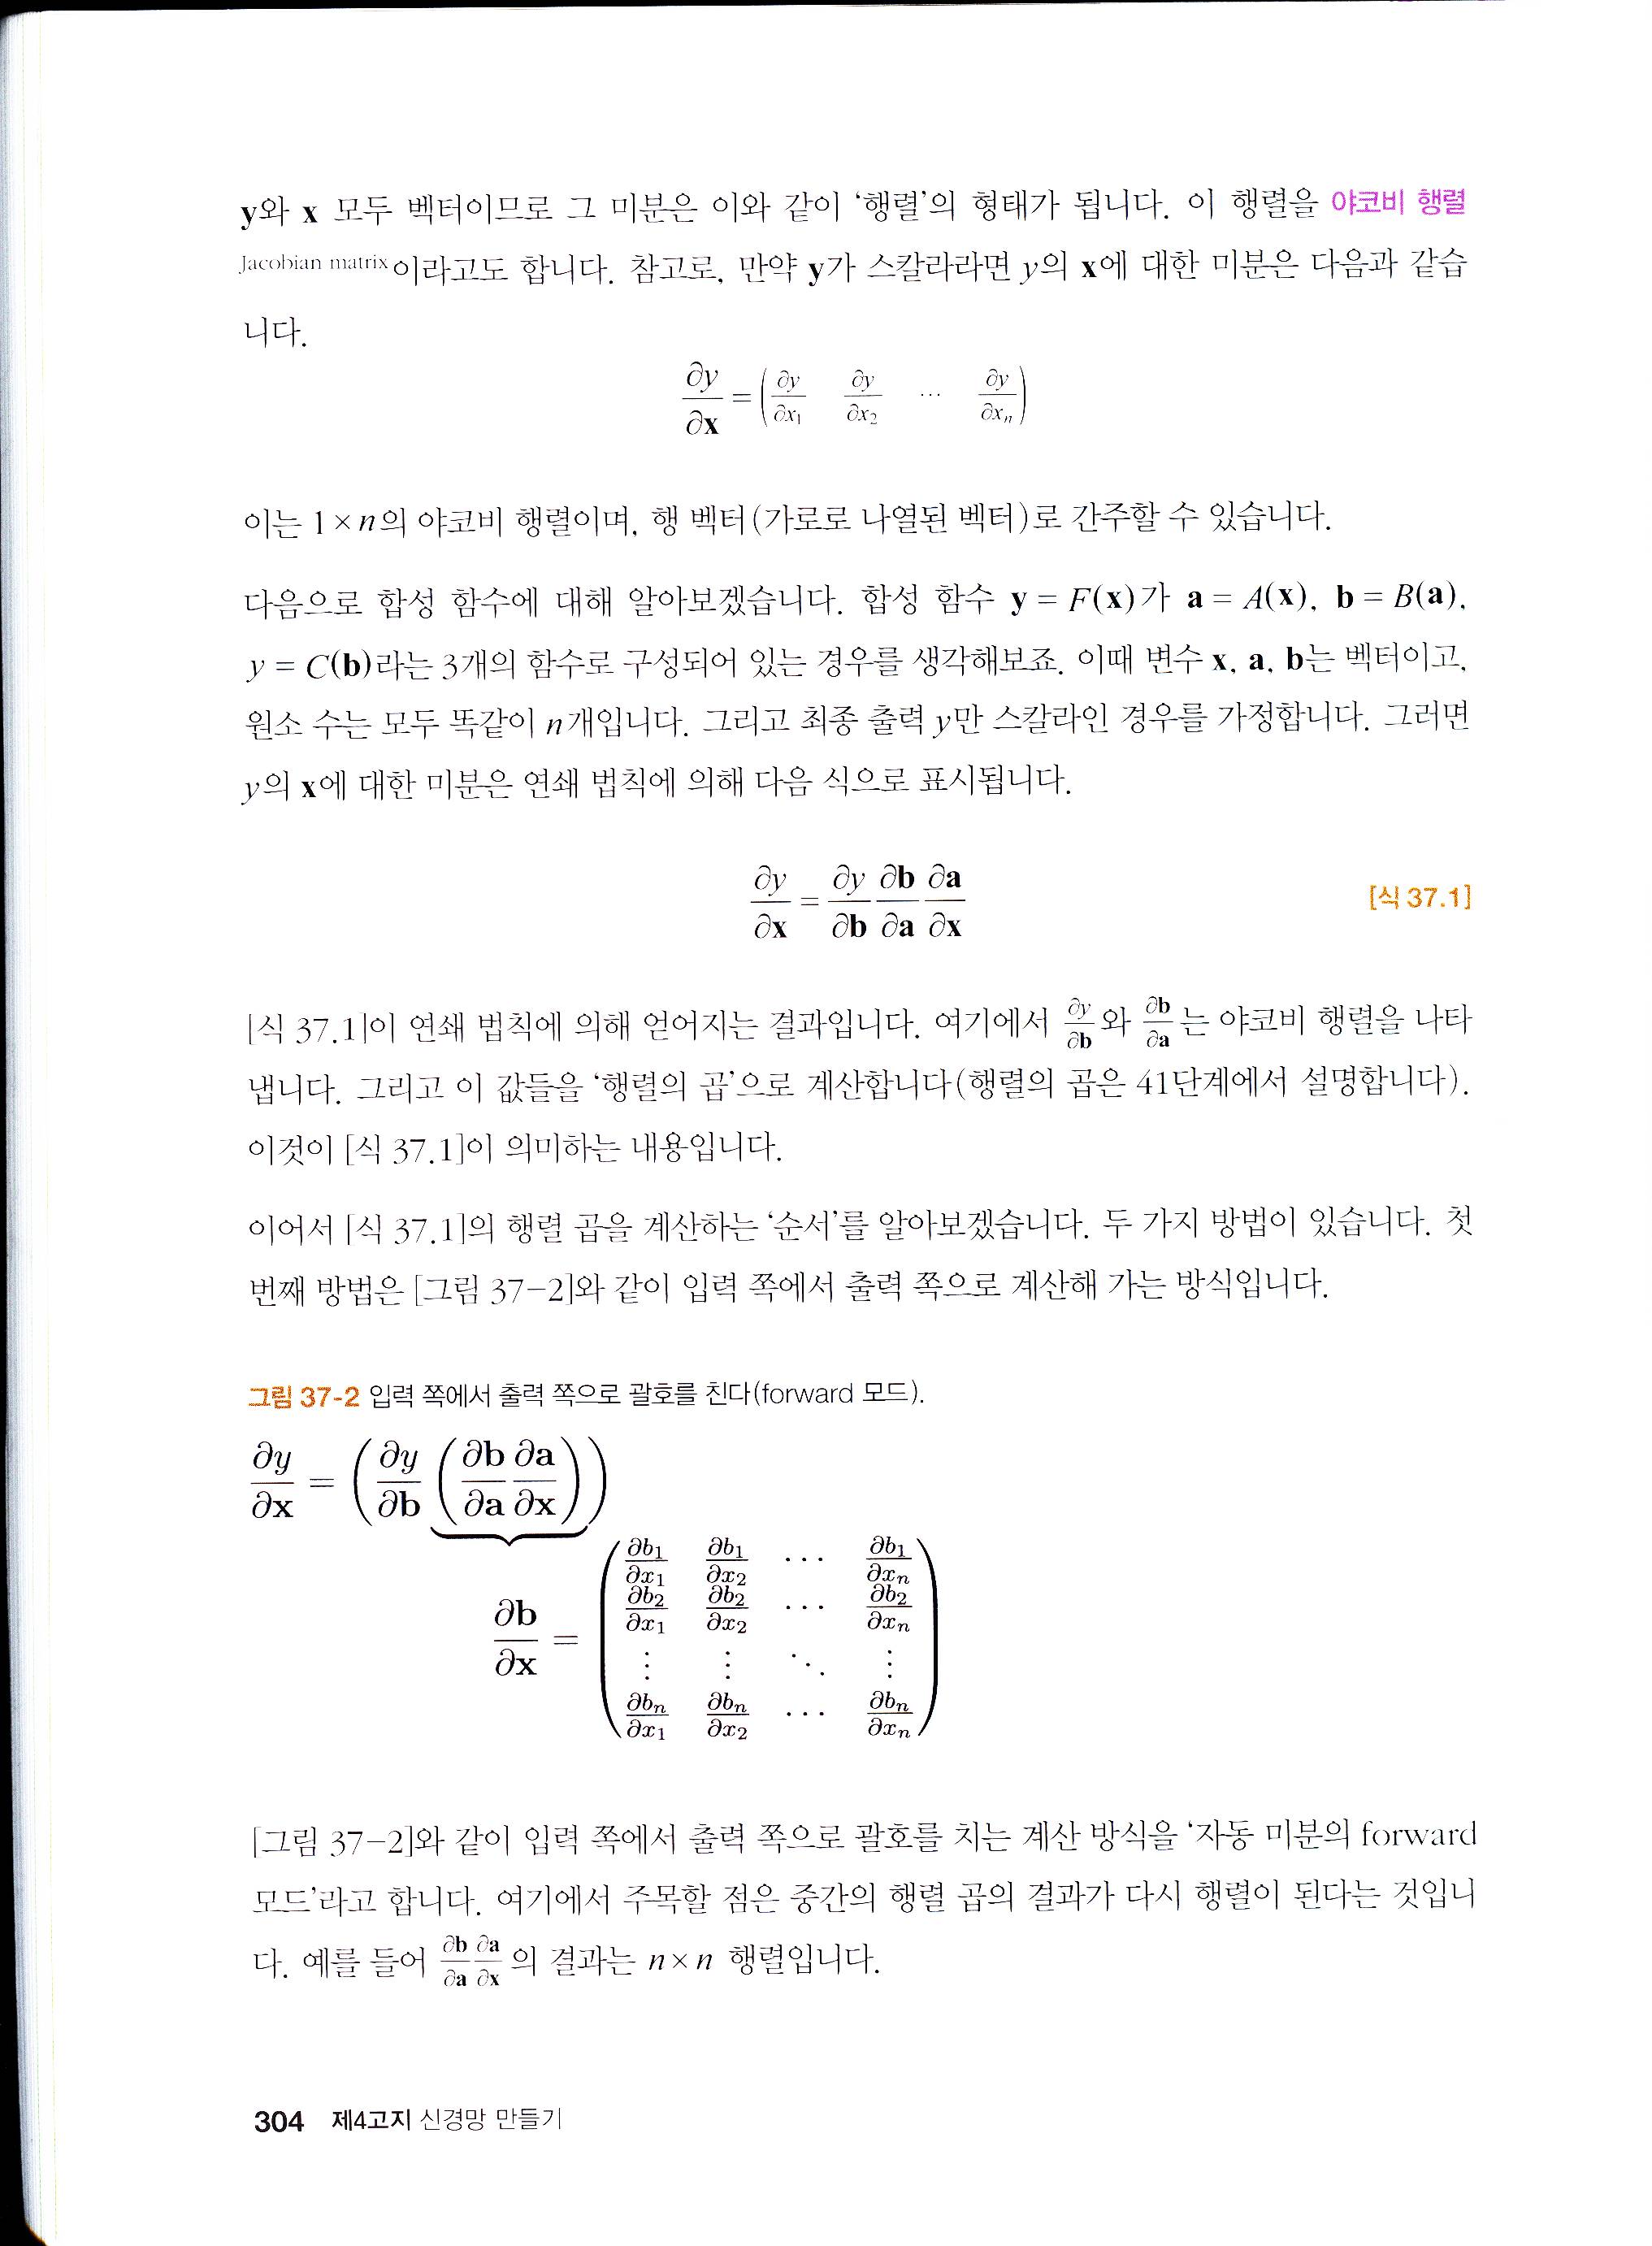 y와 x 모두 벡터이므로 그 미분은 이와 같이 ‘행렬’의 형태가 됩니다. 이 행렬을 야코비 행렬
Jacobian matrix이라고도 합니다. 참고로, 만약 y가 스칼라라면 y의 x에 대한 미분은 다음과 같습
니다.
∂y/∂x = (∂y/∂x₁ ∂y/∂x₂ ⋯ ∂y/∂xₙ)
이는 1×n의 야코비 행렬이며, 행 벡터(가로로 나열된 벡터)로 간주할 수 있습니다.
다음으로 합성 함수에 대해 알아보겠습니다. 합성 함수 y = F(x)가 a = A(x), b = B(a),
y = C(b)라는 3개의 함수로 구성되어 있는 경우를 생각해보죠. 이때 변수 x, a, b는 벡터이고,
원소 수는 모두 똑같이 n개입니다. 그리고 최종 출력 y만 스칼라인 경우를 가정합니다. 그러면
y의 x에 대한 미분은 연쇄 법칙에 의해 다음 식으로 표시됩니다.
∂y/∂x = ∂y/∂b ∂b/∂a ∂a/∂x [식 37.1]
[식 37.1]이 연쇄 법칙에 의해 얻어지는 결과입니다. 여기에서 ∂y/∂b와 ∂b/∂a는 야코비 행렬을 나타
냅니다. 그리고 이 값들을 ‘행렬의 곱’으로 계산합니다(행렬의 곱은 41단계에서 설명합니다).
이것이 [식 37.1]이 의미하는 내용입니다.
이어서 [식 37.1]의 행렬 곱을 계산하는 ‘순서’를 알아보겠습니다. 두 가지 방법이 있습니다. 첫
번째 방법은 [그림 37-2]와 같이 입력 쪽에서 출력 쪽으로 계산해 가는 방식입니다.
그림 37-2 입력 쪽에서 출력 쪽으로 괄호를 친다(forward 모드).
∂y/∂x = (∂y/∂b (∂b/∂a ∂a/∂x))
∂b/∂x = (∂b₁/∂x₁ ∂b₁/∂x₂ ⋯ ∂b₁/∂xₙ
∂b₂/∂x₁ ∂b₂/∂x₂ ⋯ ∂b₂/∂xₙ
⋮ ⋮ ⋱ ⋮
∂bₙ/∂x₁ ∂bₙ/∂x₂ ⋯ ∂bₙ/∂xₙ)
[그림 37-2]와 같이 입력 쪽에서 출력 쪽으로 괄호를 치는 계산 방식을 ‘자동 미분의 forward
모드’라고 합니다. 여기에서 주목할 점은 중간의 행렬 곱의 결과가 다시 행렬이 된다는 것입니
다. 예를 들어 ∂b/∂a ∂a/∂x의 결과는 n×n 행렬입니다.
304 제4고지 신경망 만들기